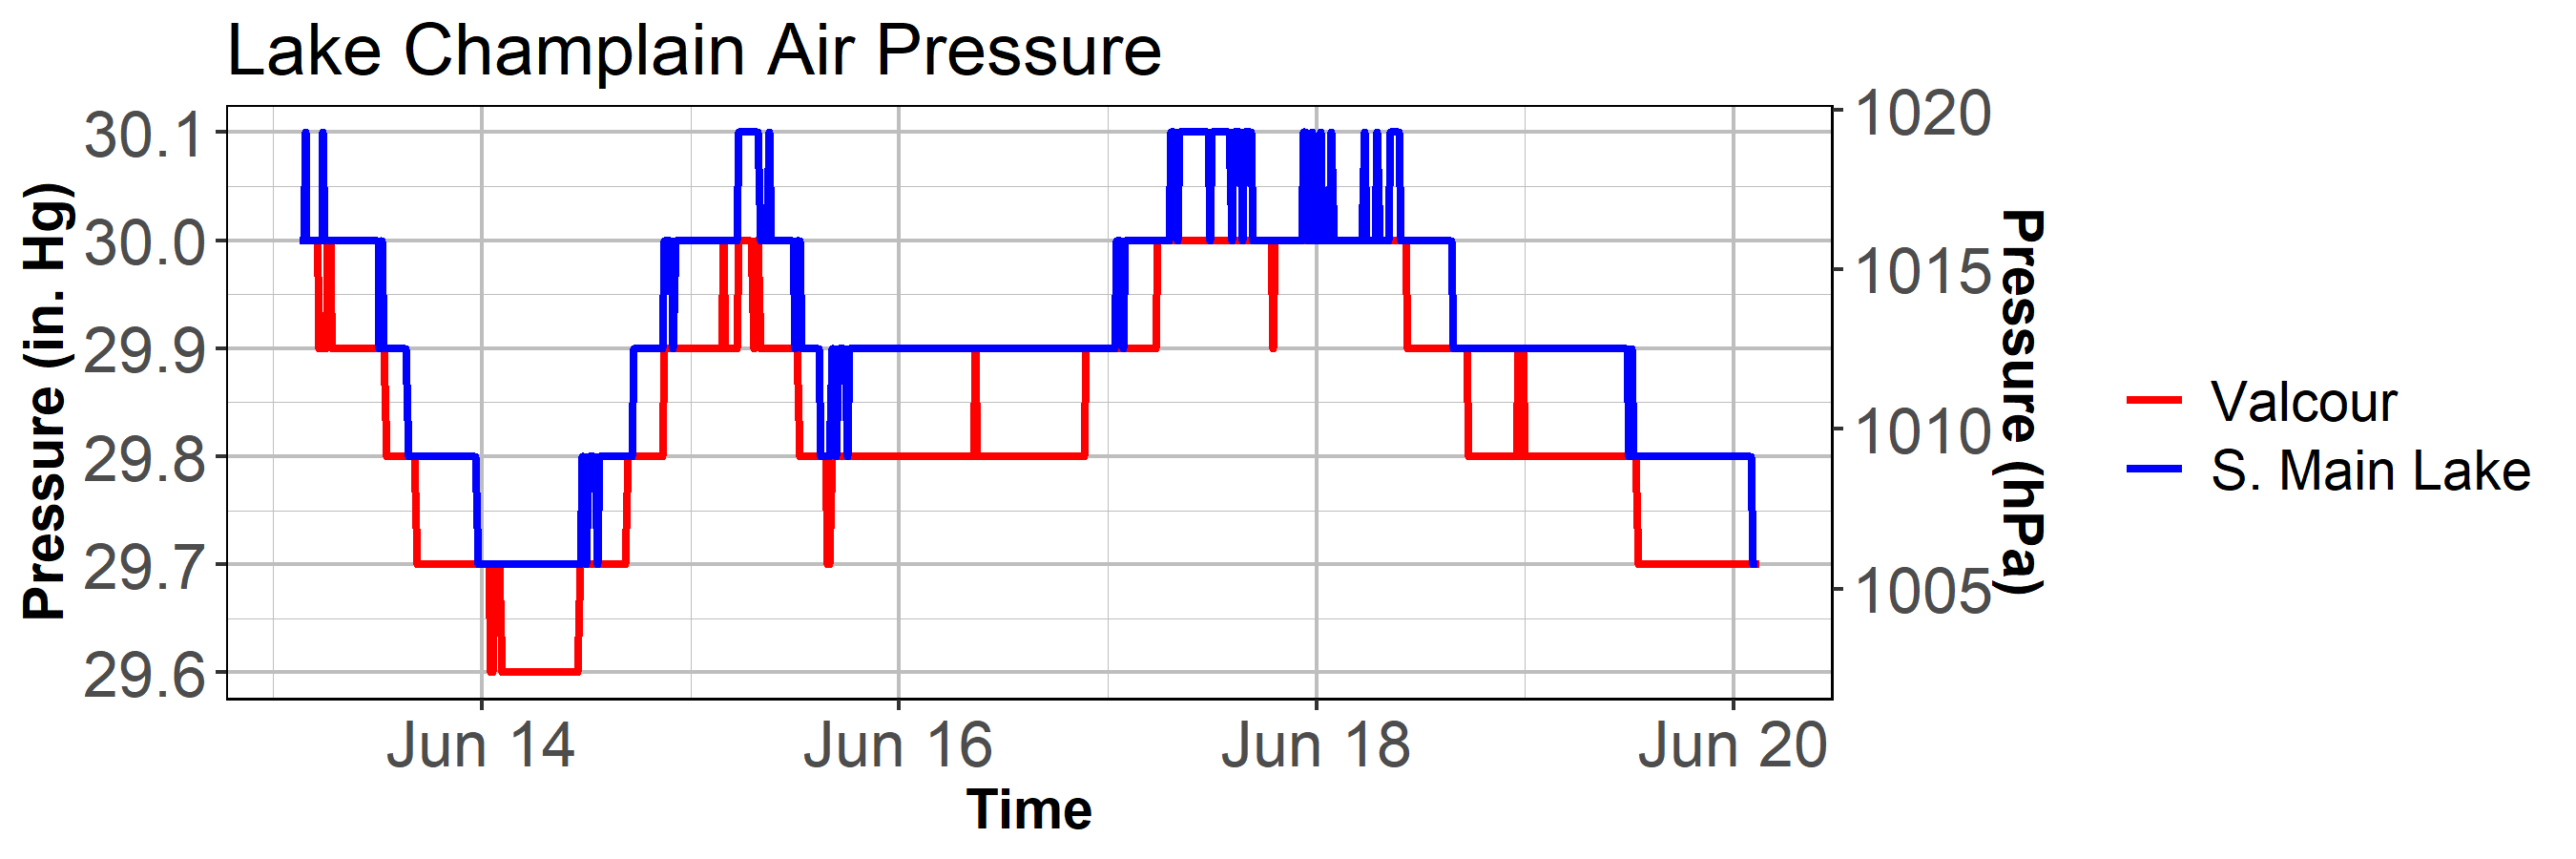 Lake Champlain Air Pressure
Pressure (in. Hg)
30.1
30.0
29.9
29.8
29.7
29.6
1020
1015
1010
1005
Pressure (hPa)
Jun 14
Jun 16
Jun 18
Jun 20
Time
Valcour
S. Main Lake